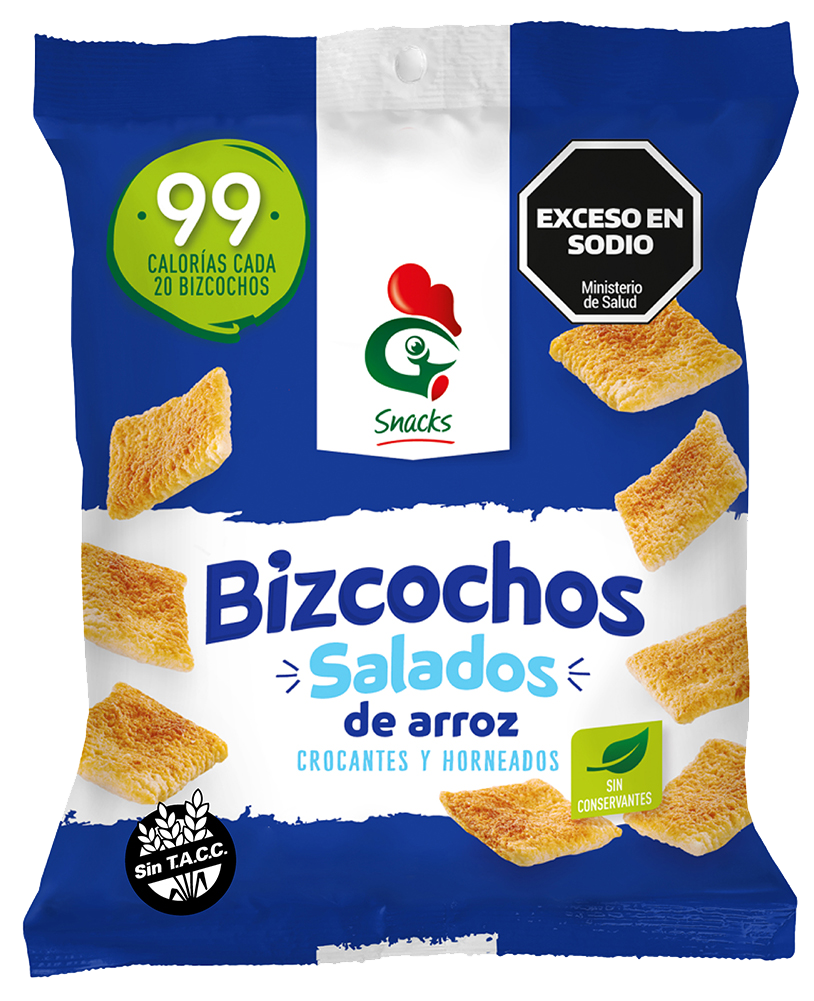 99
CALORÍAS CADA
20 BIZCOCHOS
EXCESO EN
SODIO
Ministerio
de Salud
Snacks
Bizcochos
Salados
de arroz
CROCANTES Y HORNEADOS
SIN
CONSERVANTES
Sin T.A.C.C.